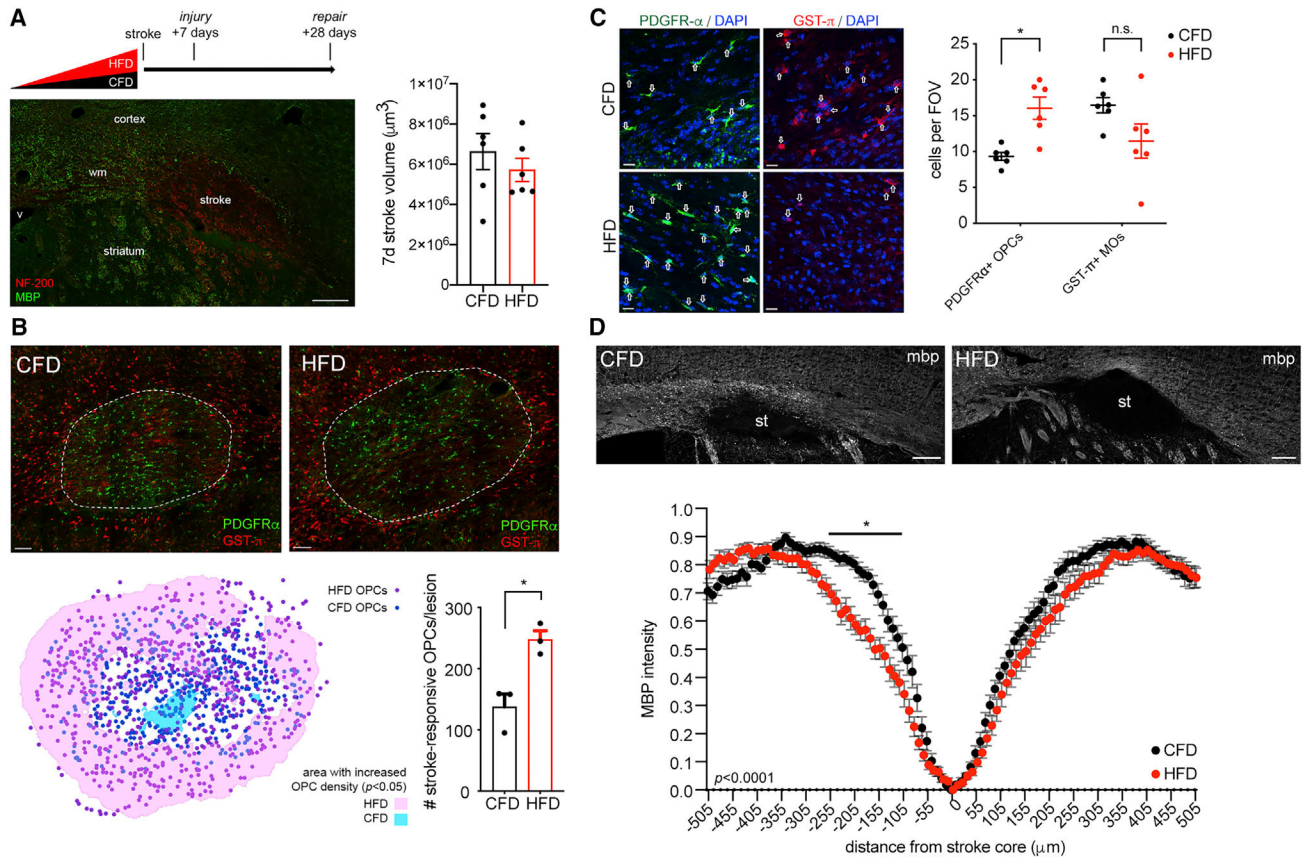 A
injury
repair
stroke
+7 days
+28 days
HFD
CFD
cortex
wm
stroke
v
striatum
NF-200
MBP
7d stroke volume (μm³)
1×10⁷
8×10⁶
6×10⁶
4×10⁶
2×10⁶
0
CFD
HFD
B
CFD
HFD
PDGFRα
GST-π
PDGFRα
GST-π
HFD OPCs
CFD OPCs
area with increased
OPC density (p<0.05)
HFD
CFD
# stroke-responsive OPCs/lesion
300
200
100
0
*
CFD
HFD
C
PDGFR-α / DAPI
GST-π / DAPI
CFD
HFD
cells per FOV
25
20
15
10
5
0
*
n.s.
CFD
HFD
PDGFRα+ OPCs
GST-π+ MOs
D
CFD
mbp
st
HFD
mbp
st
MBP intensity
1.0
0.9
0.8
0.7
0.6
0.5
0.4
0.3
0.2
0.1
0.0
*
p<0.0001
CFD
HFD
-505 -455 -405 -355 -305 -255 -205 -155 -105 -55 0 55 105 155 205 255 305 355 405 455 505
distance from stroke core (μm)